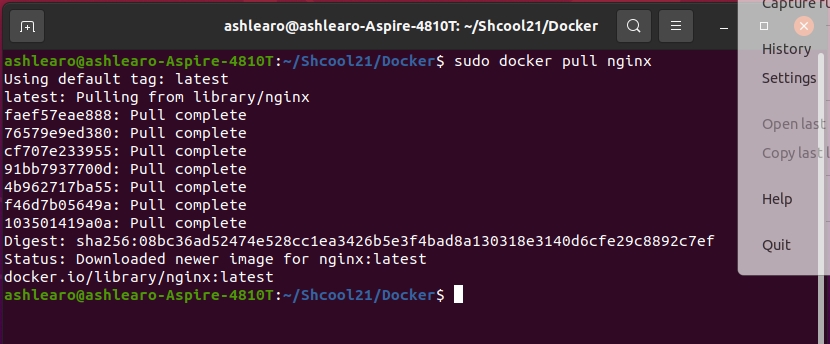 ashlearo@ashlearo-Aspire-4810T: ~/Shcool21/Docker
ashlearo@ashlearo-Aspire-4810T:~/Shcool21/Docker$ sudo docker pull nginx
Using default tag: latest
latest: Pulling from library/nginx
faef57eae888: Pull complete
76579e9ed380: Pull complete
cf707e233955: Pull complete
91bb7937700d: Pull complete
4b962717ba55: Pull complete
f46d7b05649a: Pull complete
103501419a0a: Pull complete
Digest: sha256:08bc36ad52474e528cc1ea3426b5e3f4bad8a130318e3140d6cfe29c8892c7ef
Status: Downloaded newer image for nginx:latest
docker.io/library/nginx:latest
ashlearo@ashlearo-Aspire-4810T:~/Shcool21/Docker$
Capture
History
Settings
Open last
Copy last
Help
Quit